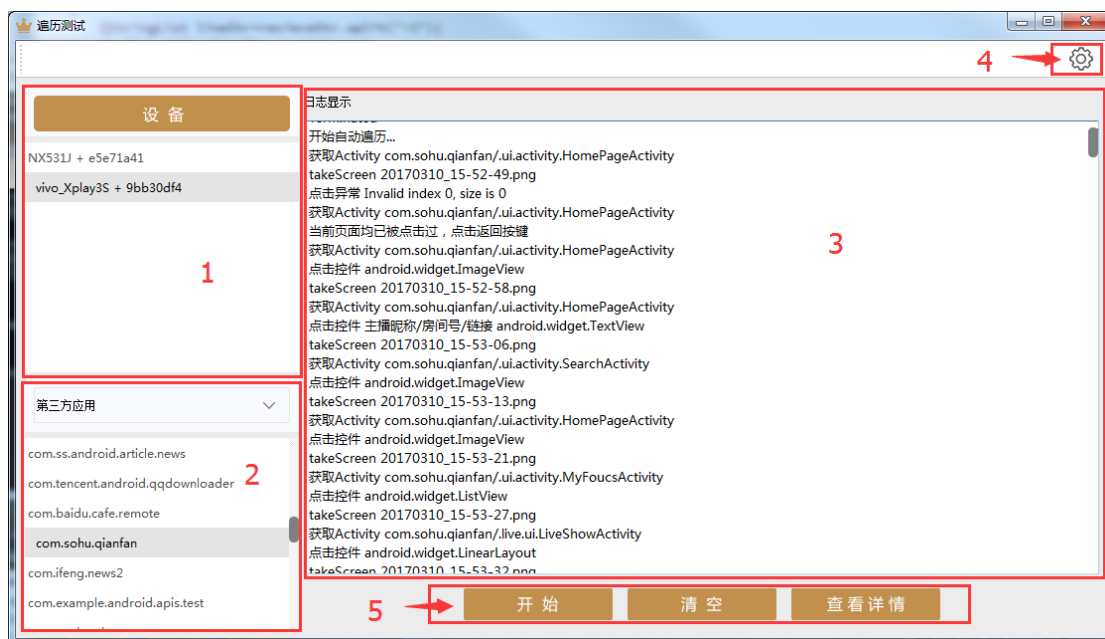 遍历测试
4
设 备
NX531J + e5e71a41
vivo_Xplay3S + 9bb30df4
1
第三方应用
com.ss.android.article.news
com.tencent.android.qqdownloader
2
com.baidu.cafe.remote
com.sohu.qianfan
com.ifeng.news2
com.example.android.apis.test
日志显示
开始自动遍历...
获取Activity com.sohu.qianfan/.ui.activity.HomePageActivity
takeScreen 20170310_15-52-49.png
点击异常 Invalid index 0, size is 0
获取Activity com.sohu.qianfan/.ui.activity.HomePageActivity
当前页面均已被点击过，点击返回按键
3
获取Activity com.sohu.qianfan/.ui.activity.HomePageActivity
点击控件 android.widget.ImageView
takeScreen 20170310_15-52-58.png
获取Activity com.sohu.qianfan/.ui.activity.HomePageActivity
点击控件 主播昵称/房间号/链接 android.widget.TextView
takeScreen 20170310_15-53-06.png
获取Activity com.sohu.qianfan/.ui.activity.SearchActivity
点击控件 android.widget.ImageView
takeScreen 20170310_15-53-13.png
获取Activity com.sohu.qianfan/.ui.activity.HomePageActivity
点击控件 android.widget.ImageView
takeScreen 20170310_15-53-21.png
获取Activity com.sohu.qianfan/.ui.activity.MyFoucsActivity
点击控件 android.widget.ListView
takeScreen 20170310_15-53-27.png
获取Activity com.sohu.qianfan/.live.ui.LiveShowActivity
点击控件 android.widget.LinearLayout
takeScreen 20170310_15-53-32.png
5
开 始
清 空
查看详情